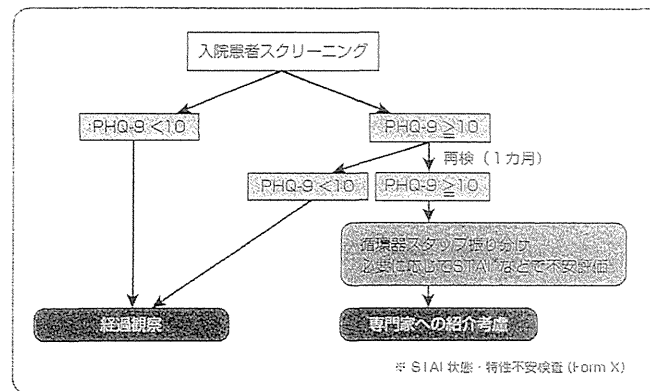 入院患者スクリーニング
PHQ-9<10
PHQ-9≧10
再検（1カ月）
PHQ-9<10
PHQ-9≧10
循環器スタッフ振り分け
必要に応じてSTAI*などで不安評価
経過観察
専門家への紹介考慮
※ STAI 状態・特性不安検査 (Form X)